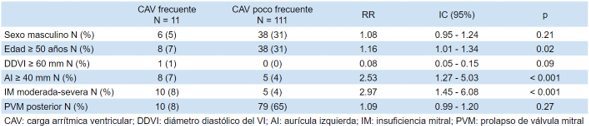 CAV frecuente CAV poco frecuente RR IC (95%) p
N = 11 N = 111
Sexo masculino N (%) 6 (5) 38 (31) 1.08 0.95 - 1.24 0.21
Edad ≥ 50 años N (%) 8 (7) 38 (31) 1.16 1.01 - 1.34 0.02
DDVI ≥ 60 mm N (%) 1 (1) 0 (0) 0.08 0.05 - 0.15 0.09
AI ≥ 40 mm N (%) 8 (7) 5 (4) 2.53 1.27 - 5.03 < 0.001
IM moderada-severa N (%) 10 (8) 5 (4) 2.97 1.45 - 6.08 < 0.001
PVM posterior N (%) 10 (8) 79 (65) 1.09 0.99 - 1.20 0.27
CAV: carga arrítmica ventricular; DDVI: diámetro diastólico del VI; AI: aurícula izquierda; IM: insuficiencia mitral; PVM: prolapso de válvula mitral